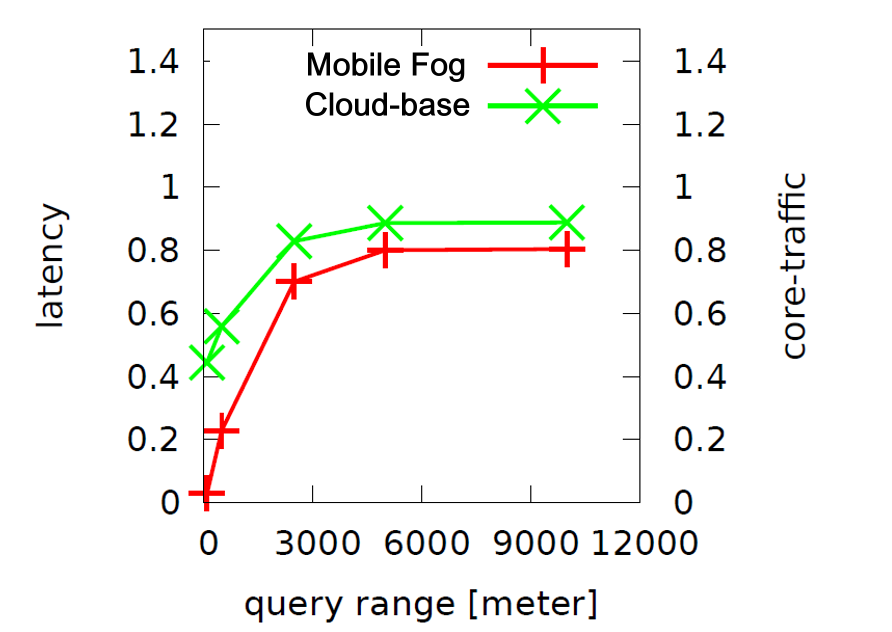 Mobile Fog
Cloud-base
1.4 1.4
1.2 1.2
1 1
0.8 0.8
0.6 0.6
0.4 0.4
0.2 0.2
0 0
latency
core-traffic
0 3000 6000 9000 12000
query range [meter]